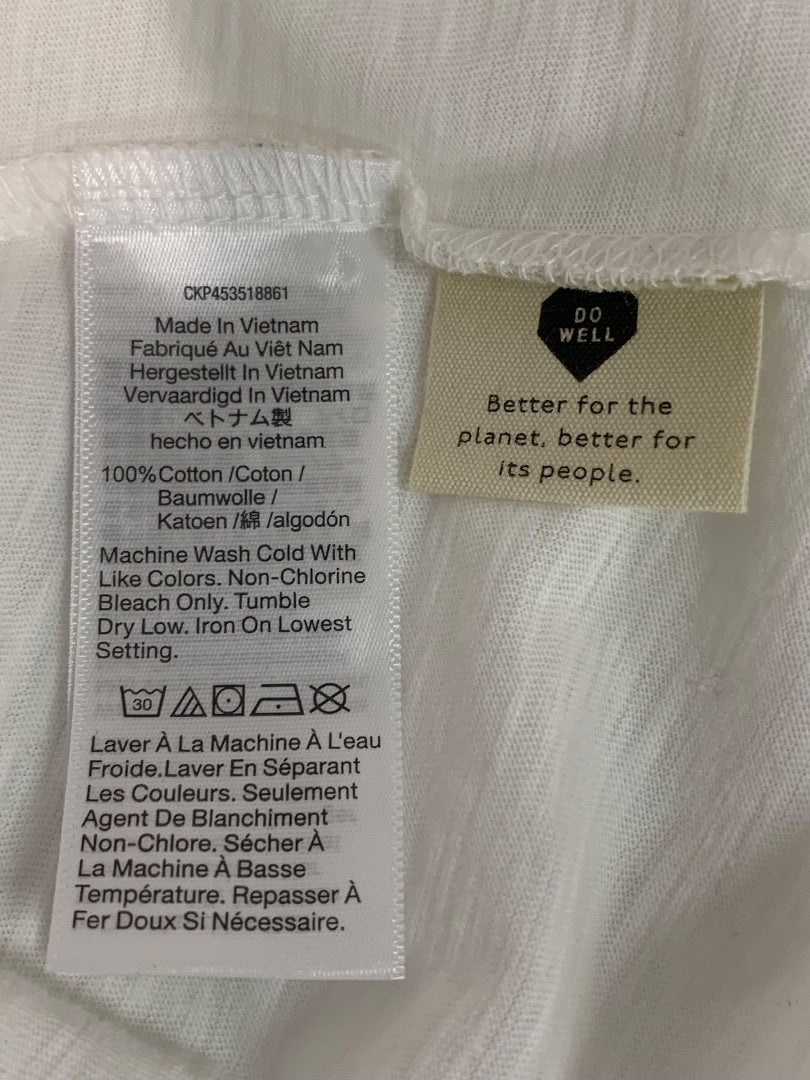 CKP453518861
Made In Vietnam
Fabriqué Au Viêt Nam
Hergestellt In Vietnam
Vervaardigd In Vietnam
ベトナム製
hecho en vietnam
100%Cotton /Coton /
Baumwolle /
Katoen /綿 /algodón
Machine Wash Cold With
Like Colors. Non-Chlorine
Bleach Only. Tumble
Dry Low. Iron On Lowest
Setting.
30
Laver À La Machine À L'eau
Froide.Laver En Séparant
Les Couleurs. Seulement
Agent De Blanchiment
Non-Chlore. Sécher À
La Machine À Basse
Température. Repasser À
Fer Doux Si Nécessaire.
DO
WELL
Better for the
planet, better for
its people.